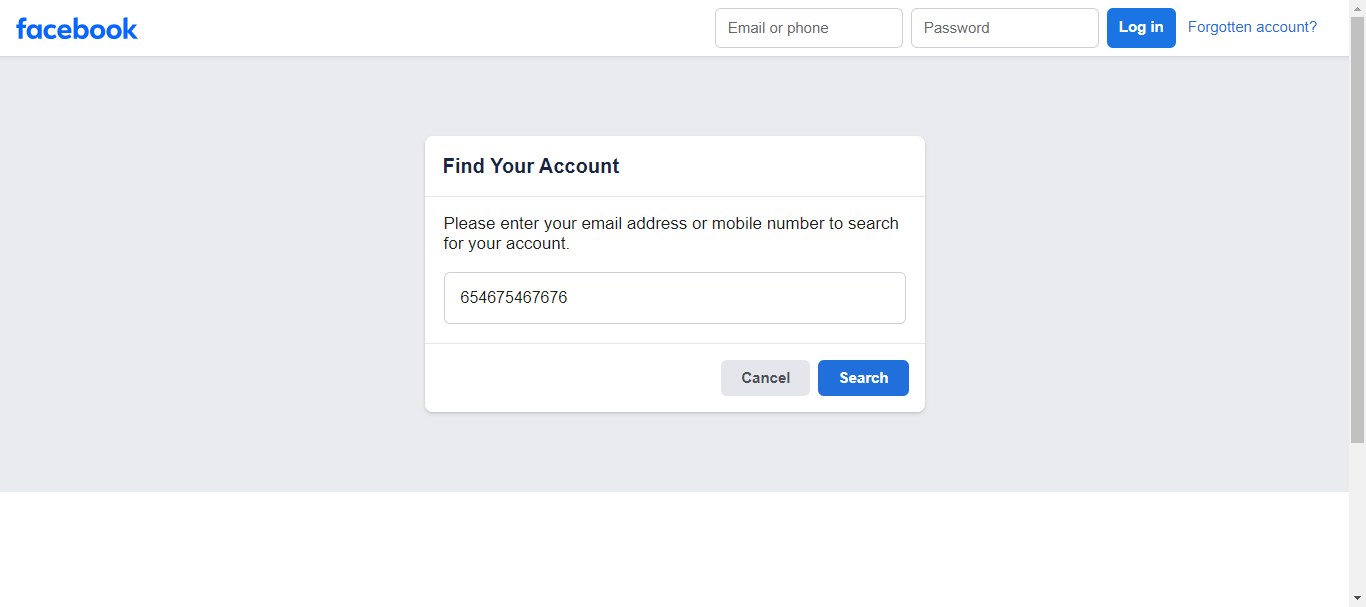 facebook
Email or phone
Password
Log in
Forgotten account?
Find Your Account
Please enter your email address or mobile number to search
for your account.
654675467676
Cancel
Search